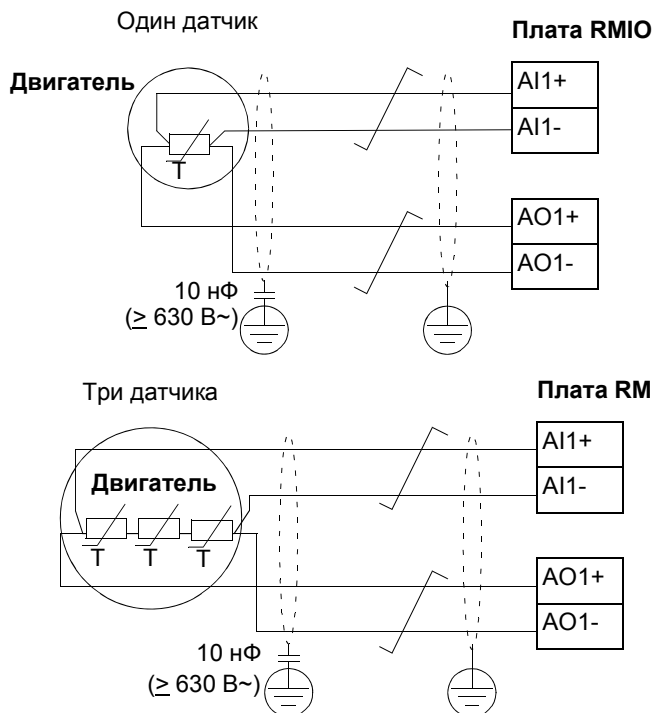 Один датчик
Плата RMIO
Двигатель
AI1+
AI1-
T
AO1+
AO1-
10 нФ
(≥ 630 В~)
Три датчика
Плата RM
AI1+
Двигатель
AI1-
T T T
AO1+
AO1-
10 нФ
(≥ 630 В~)